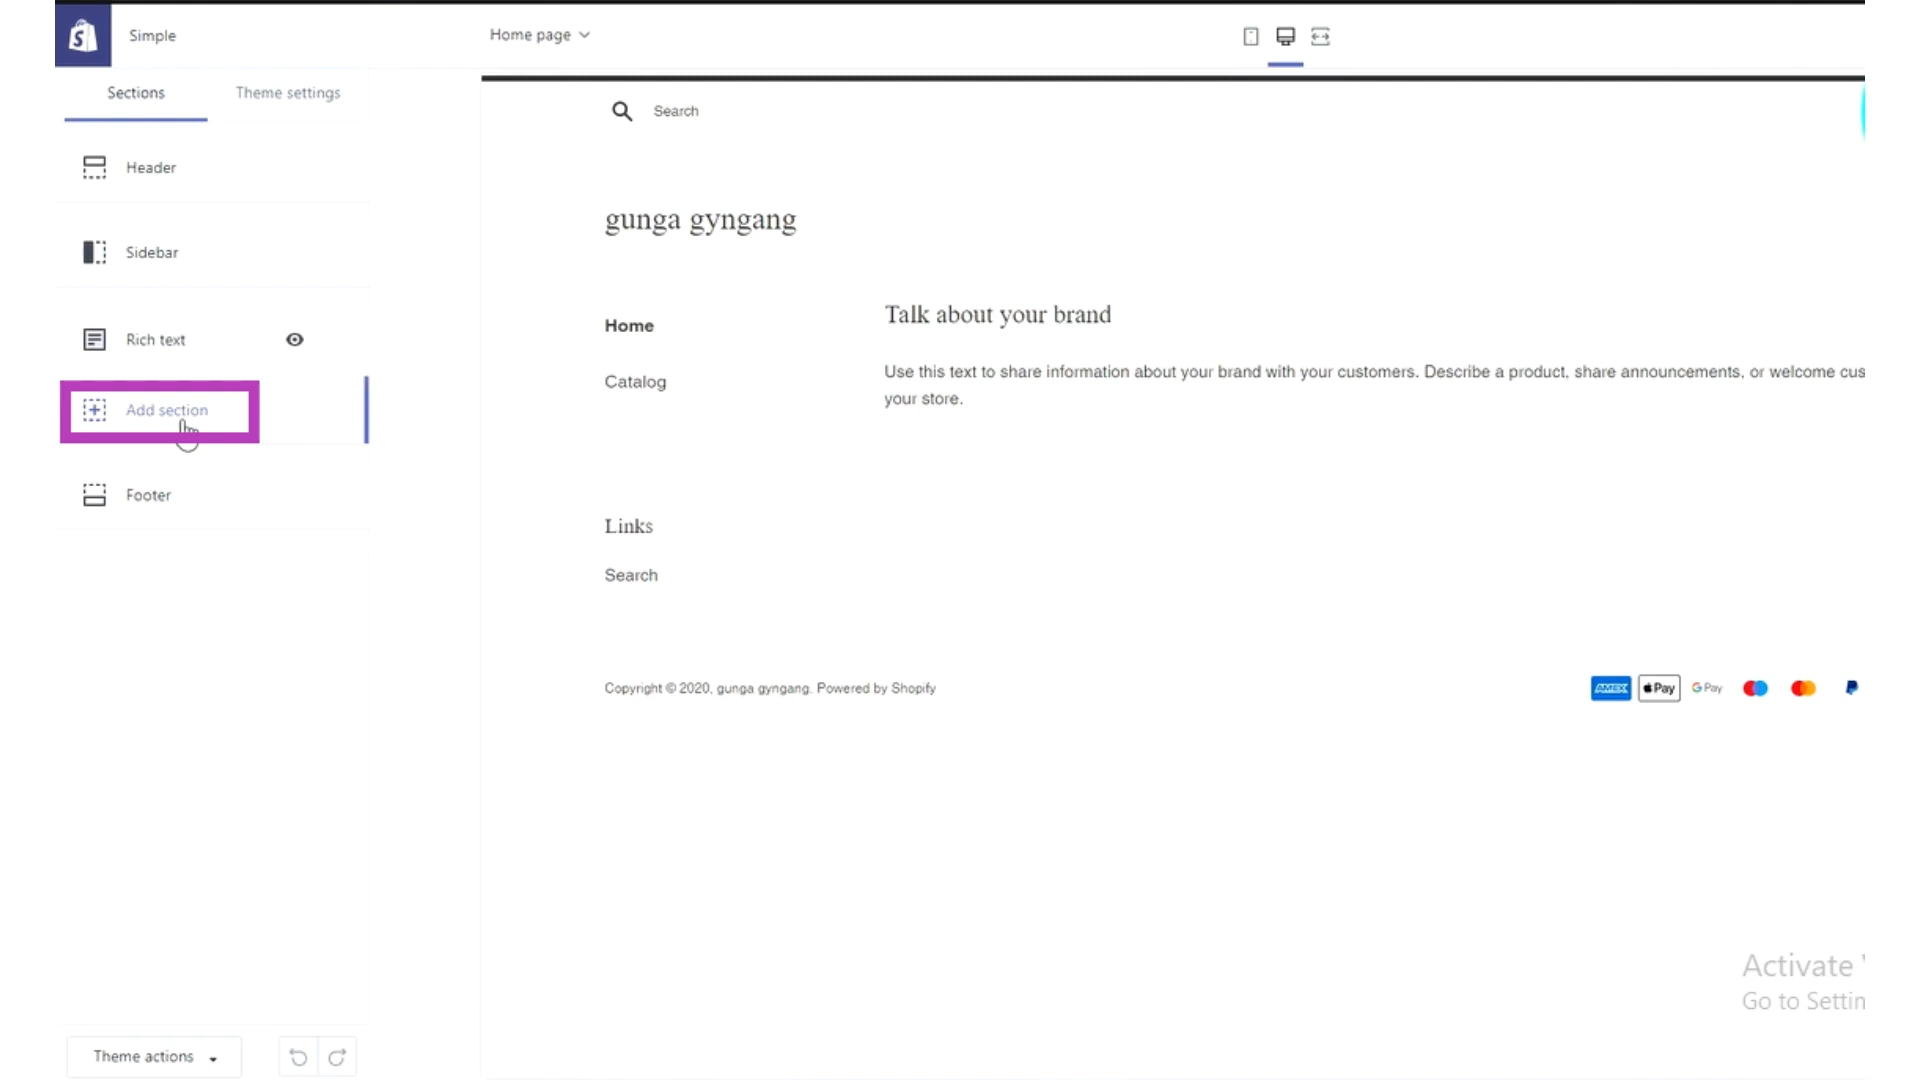 Simple
Home page
Sections
Theme settings
Header
Sidebar
Rich text
Add section
Footer
Theme actions
Search
gunga gyngang
Home
Catalog
Talk about your brand
Use this text to share information about your brand with your customers. Describe a product, share announcements, or welcome cus
your store.
Links
Search
Copyright © 2020, gunga gyngang. Powered by Shopify
AMEX
Pay
G Pay
Activate
Go to Settin